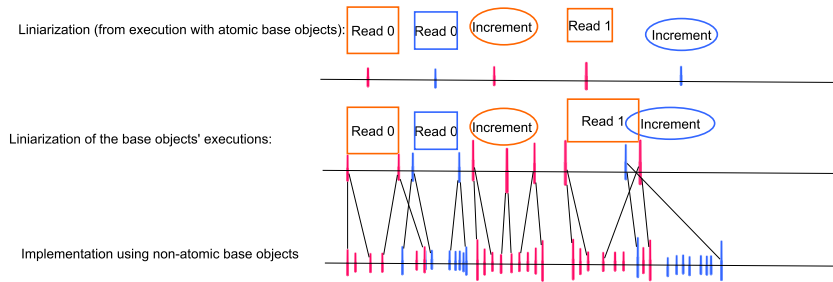 Liniarization (from execution with atomic base objects):
Read 0
Read 0
Increment
Read 1
Increment
Liniarization of the base objects' executions:
Read 0
Read 0
Increment
Read 1
Increment
Implementation using non-atomic base objects